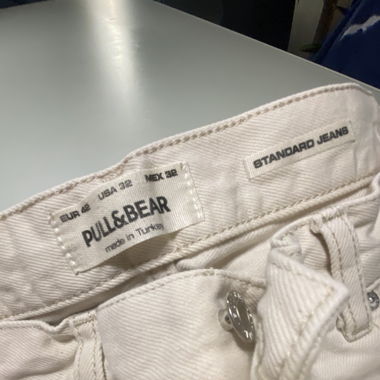 EUR 42 USA 32 MEX 32
PULL&BEAR
made in Turkey
STANDARD JEANS